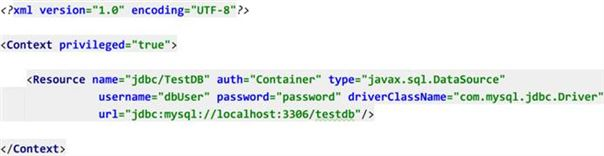 <?xml version="1.0" encoding="UTF-8"?>
<Context privileged="true">
<Resource name="jdbc/TestDB" auth="Container" type="javax.sql.DataSource"
username="dbUser" password="password" driverClassName="com.mysql.jdbc.Driver"
url="jdbc:mysql://localhost:3306/testdb"/>
</Context>